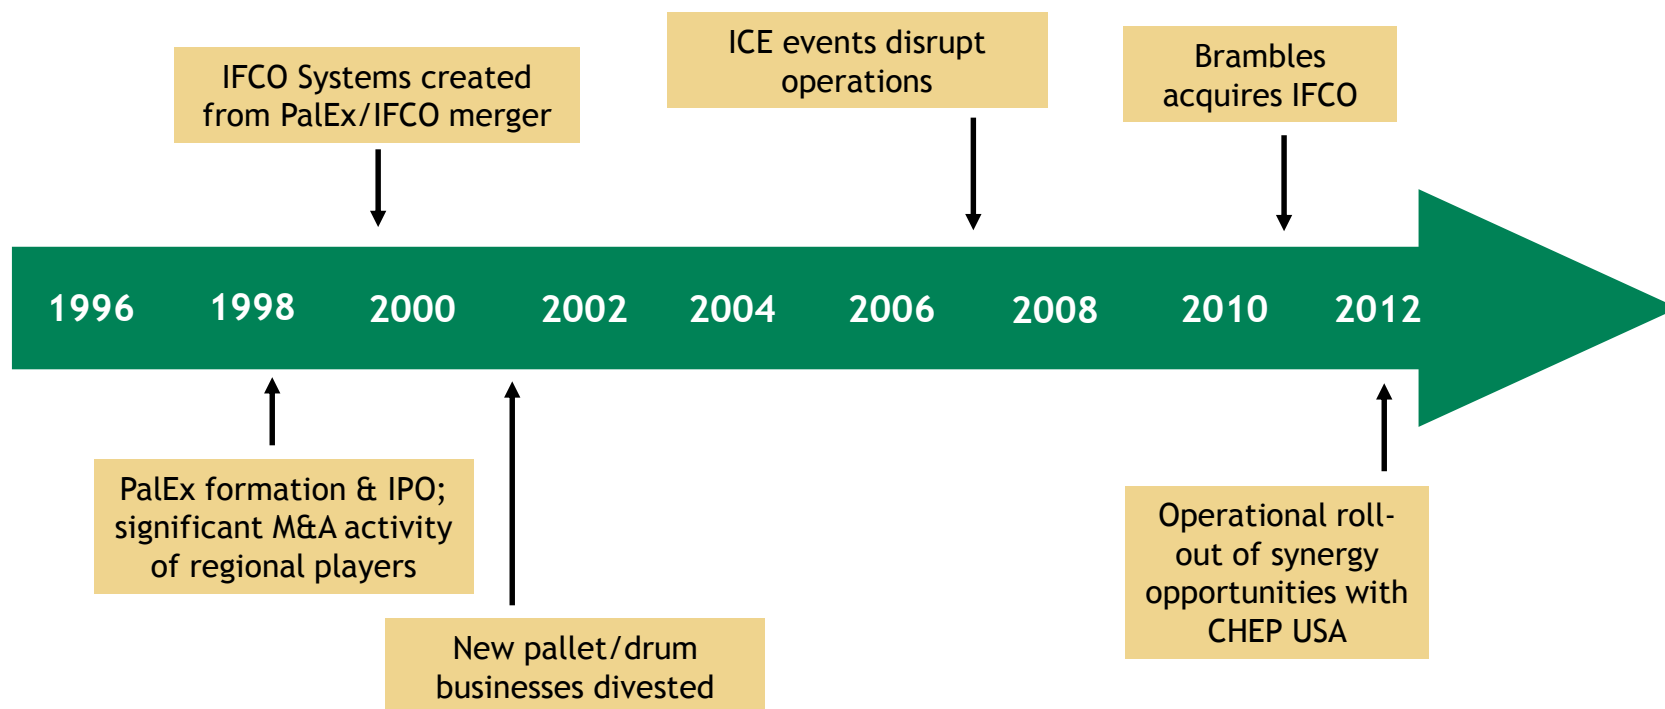 IFCO Systems created
from PalEx/IFCO merger
ICE events disrupt
operations
Brambles
acquires IFCO
1996 1998 2000 2002 2004 2006 2008 2010 2012
PalEx formation & IPO;
significant M&A activity
of regional players
New pallet/drum
businesses divested
Operational roll-
out of synergy
opportunities with
CHEP USA